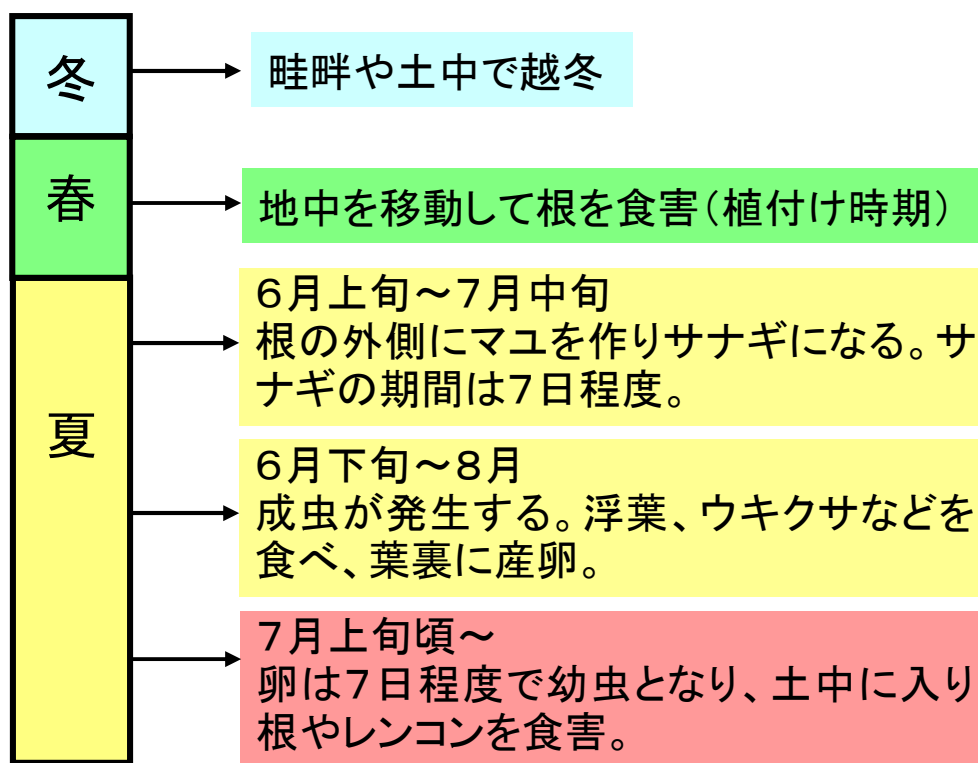 冬
畦畔や土中で越冬
春
地中を移動して根を食害(植付け時期)
夏
6月上旬~7月中旬
根の外側にマユを作りサナギになる。サ
ナギの期間は7日程度。
6月下旬~8月
成虫が発生する。浮葉、ウキクサなどを
食べ、葉裏に産卵。
7月上旬頃~
卵は7日程度で幼虫となり、土中に入り
根やレンコンを食害。